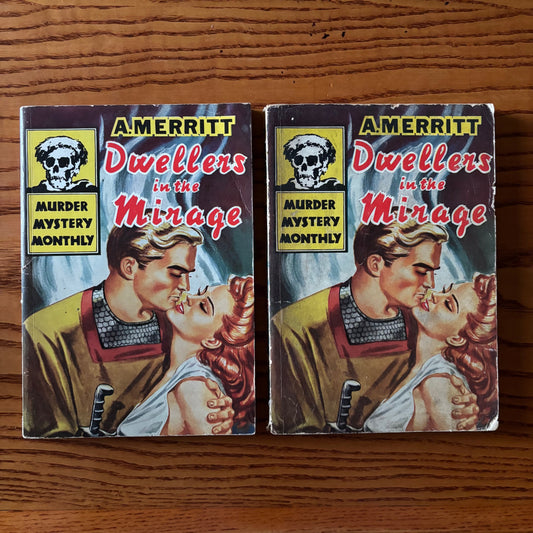 A. MERRITT
Dwellers
in the
Mirage
MURDER
MYSTERY
MONTHLY
A. MERRITT
Dwellers
in the
Mirage
MURDER
MYSTERY
MONTHLY